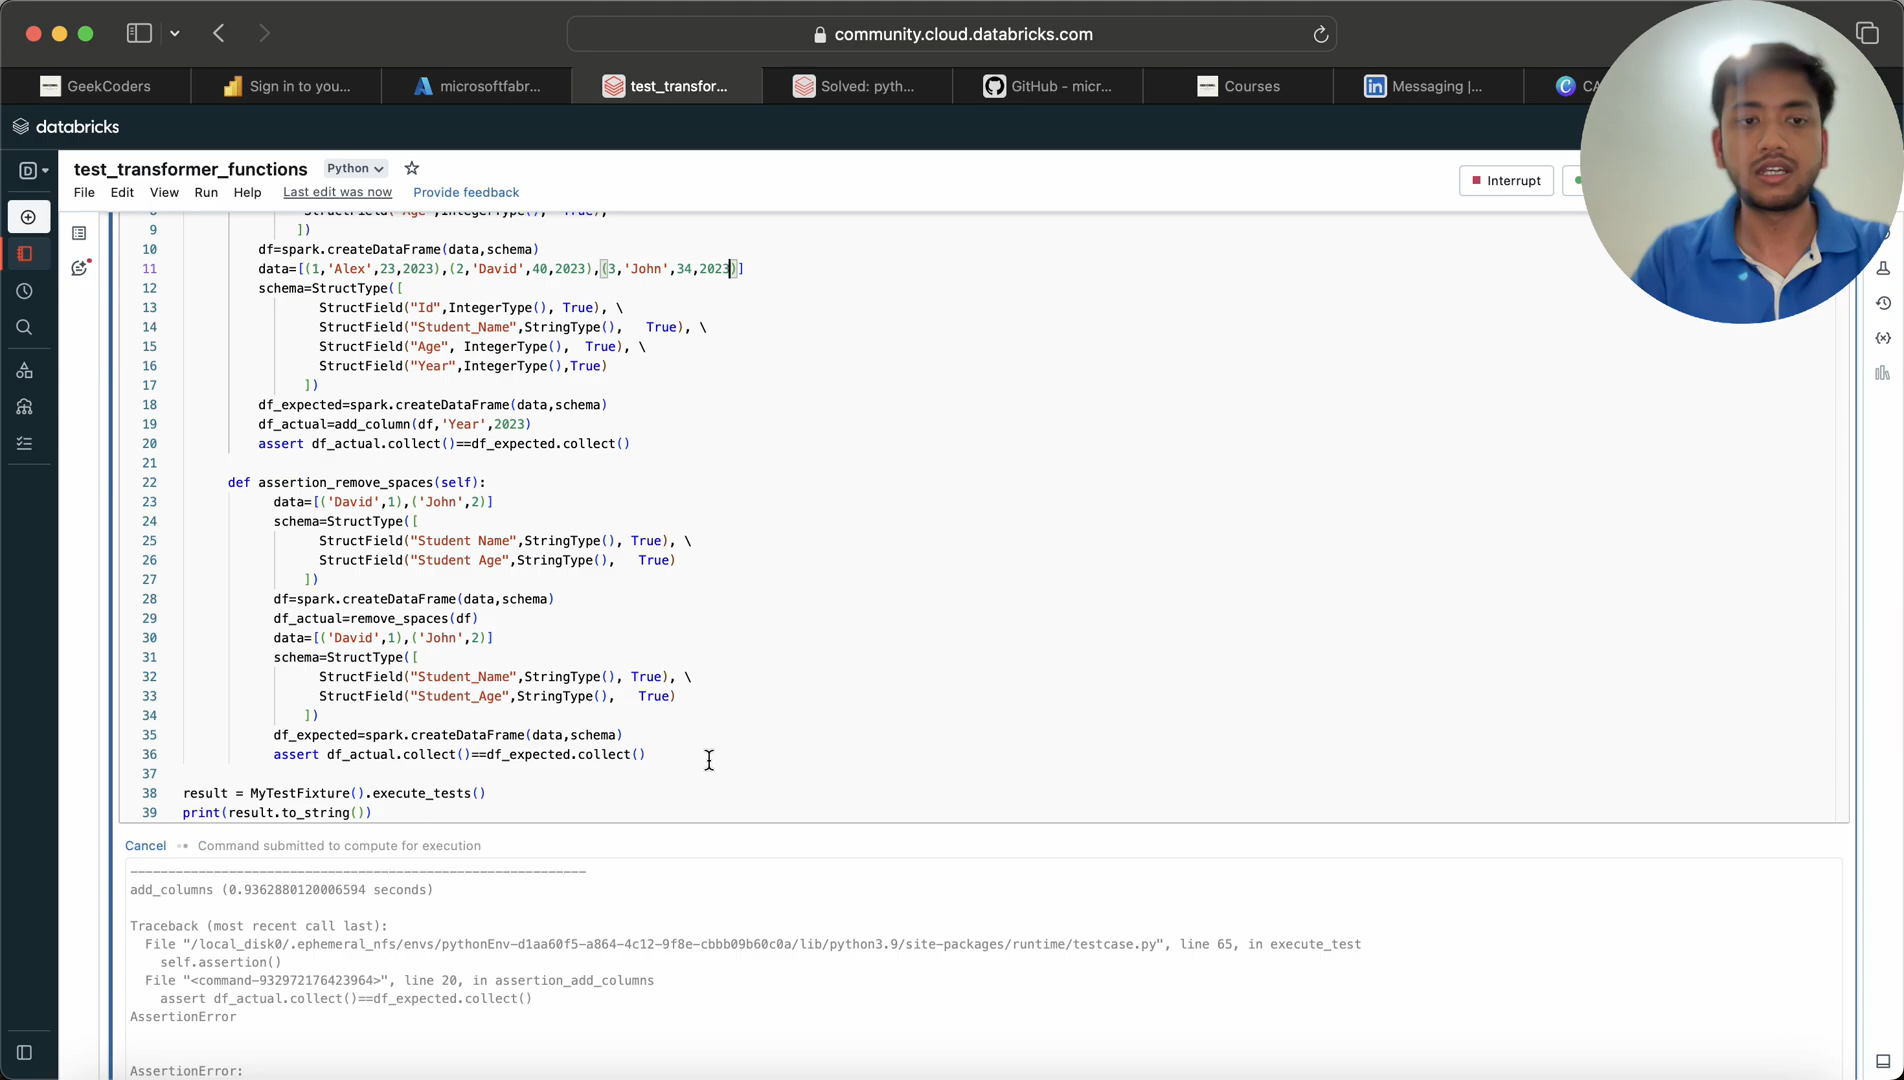 community.cloud.databricks.com
GeekCoders
Sign in to you...
microsoftfabr...
test_transfor...
Solved: pyth...
GitHub - micr...
Courses
Messaging |...
databricks
test_transformer_functions
Python
File Edit View Run Help Last edit was now Provide feedback
Interrupt
9 ])
10 df=spark.createDataFrame(data,schema)
11 data=[(1,'Alex',23,2023),(2,'David',40,2023),(3,'John',34,2023)]
12 schema=StructType([
13 StructField("Id",IntegerType(), True), \
14 StructField("Student_Name",StringType(), True), \
15 StructField("Age", IntegerType(), True), \
16 StructField("Year",IntegerType(),True)
17 ])
18 df_expected=spark.createDataFrame(data,schema)
19 df_actual=add_column(df,'Year',2023)
20 assert df_actual.collect()==df_expected.collect()
21
22 def assertion_remove_spaces(self):
23 data=[('David',1),('John',2)]
24 schema=StructType([
25 StructField("Student Name",StringType(), True), \
26 StructField("Student Age",StringType(), True)
27 ])
28 df=spark.createDataFrame(data,schema)
29 df_actual=remove_spaces(df)
30 data=[('David',1),('John',2)]
31 schema=StructType([
32 StructField("Student_Name",StringType(), True), \
33 StructField("Student_Age",StringType(), True)
34 ])
35 df_expected=spark.createDataFrame(data,schema)
36 assert df_actual.collect()==df_expected.collect()
37
38 result = MyTestFixture().execute_tests()
39 print(result.to_string())
Cancel Command submitted to compute for execution
------------------------------------------------------------
add_columns (0.9362880120006594 seconds)
Traceback (most recent call last):
File "/local_disk0/.ephemeral_nfs/envs/pythonEnv-d1aa60f5-a864-4c12-9f8e-cbbb09b60c0a/lib/python3.9/site-packages/runtime/testcase.py", line 65, in execute_test
self.assertion()
File "<command-932972176423964>", line 20, in assertion_add_columns
assert df_actual.collect()==df_expected.collect()
AssertionError
AssertionError: